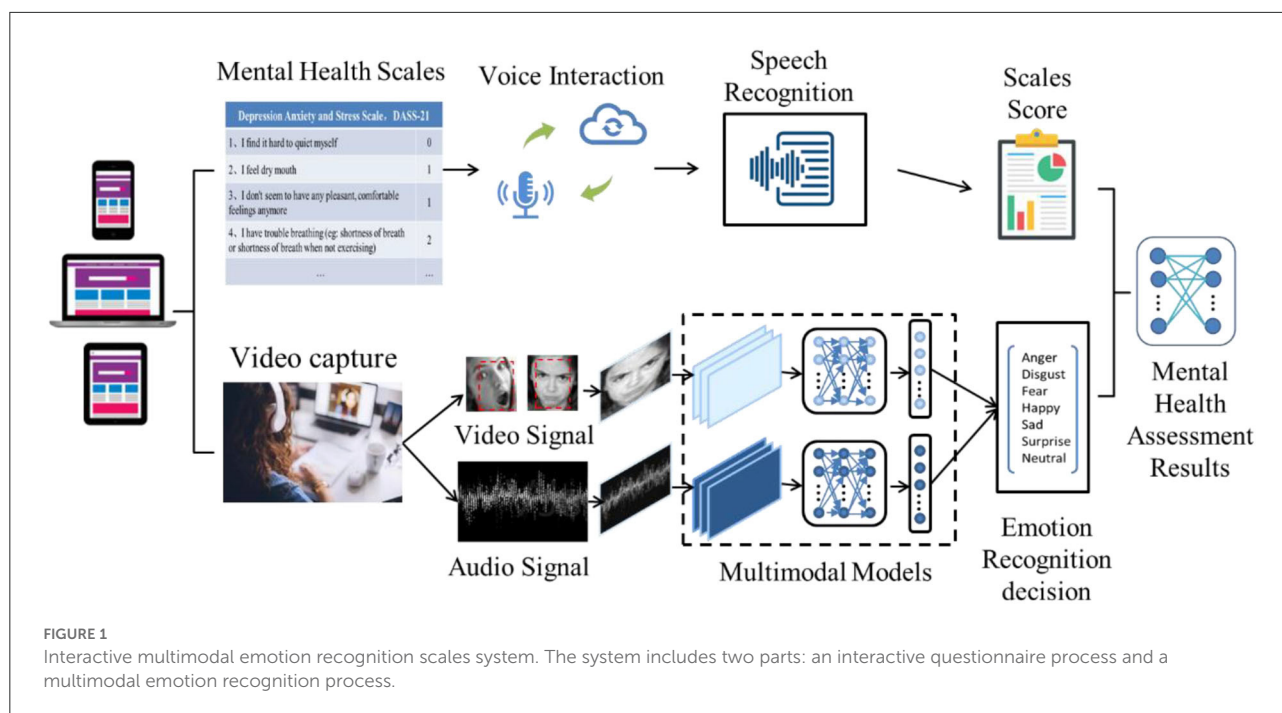 Mental Health Scales
Depression Anxiety and Stress Scale，DASS-21
1、I find it hard to quiet myself 0
2、I feel dry mouth 1
3、I don't seem to have any pleasant, comfortable
feelings anymore 1
4、I have trouble breathing (eg: shortness of breath
or shortness of breath when not exercising) 2
... ...
Voice Interaction
Speech
Recognition
Scales
Score
Video capture
Video Signal
Audio Signal
Multimodal Models
Anger
Disgust
Fear
Happy
Sad
Surprise
Neutral
Emotion
Recognition
decision
Mental
Health
Assessment
Results
FIGURE 1
Interactive multimodal emotion recognition scales system. The system includes two parts: an interactive questionnaire process and a
multimodal emotion recognition process.